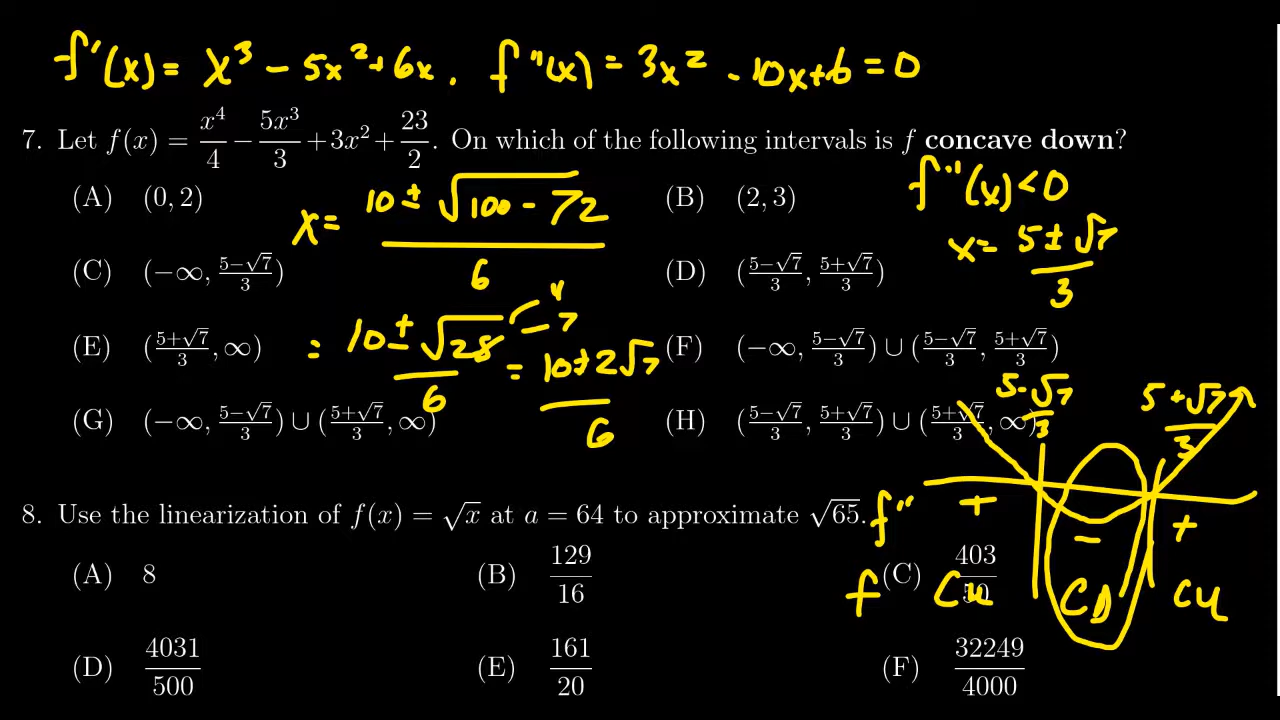 f'(x) = x³ - 5x² + 6x. f''(x) = 3x² - 10x + 6 = 0
7. Let f(x) = x⁴/4 − 5x³/3 + 3x² + 23/2. On which of the following intervals is f concave down?
f''(x) < 0
(A) (0, 2)
(B) (2, 3)
x = (10 ± √(100 - 72))/6
x = (5 ± √7)/3
(C) (−∞, (5−√7)/3)
(D) ((5−√7)/3, (5+√7)/3)
= (10 ± √28)/6 = (10 ± 2√7)/6
4
7
(E) ((5+√7)/3, ∞)
(F) (−∞, (5−√7)/3) ∪ ((5−√7)/3, (5+√7)/3)
(5 - √7)/3 (5 + √7)/3
(G) (−∞, (5−√7)/3) ∪ ((5+√7)/3, ∞)
(H) ((5−√7)/3, (5+√7)/3) ∪ ((5+√7)/3, ∞)
f'' + − +
f CU CD CU
8. Use the linearization of f(x) = √x at a = 64 to approximate √65.
(A) 8
(B) 129/16
(C) 403/50
(D) 4031/500
(E) 161/20
(F) 32249/4000